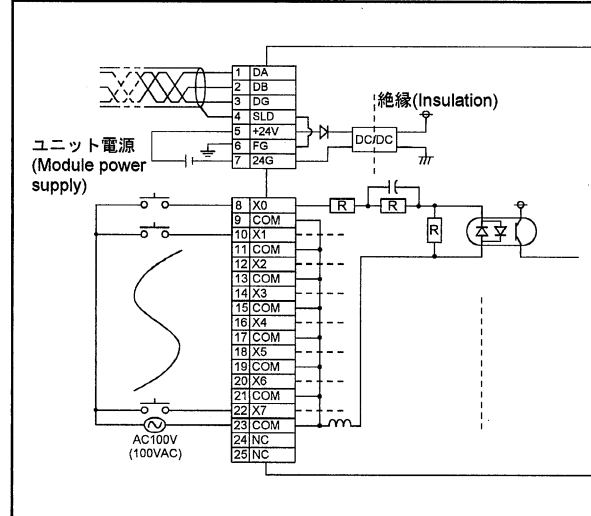 1 DA
2 DB
3 DG
4 SLD
5 +24V
6 FG
7 24G
絶縁(Insulation)
DC/DC
ユニット電源
(Module power
supply)
8 X0
9 COM
10 X1
11 COM
12 X2
13 COM
14 X3
15 COM
16 X4
17 COM
18 X5
19 COM
20 X6
21 COM
22 X7
23 COM
24 NC
25 NC
R
R
R
AC100V
(100VAC)